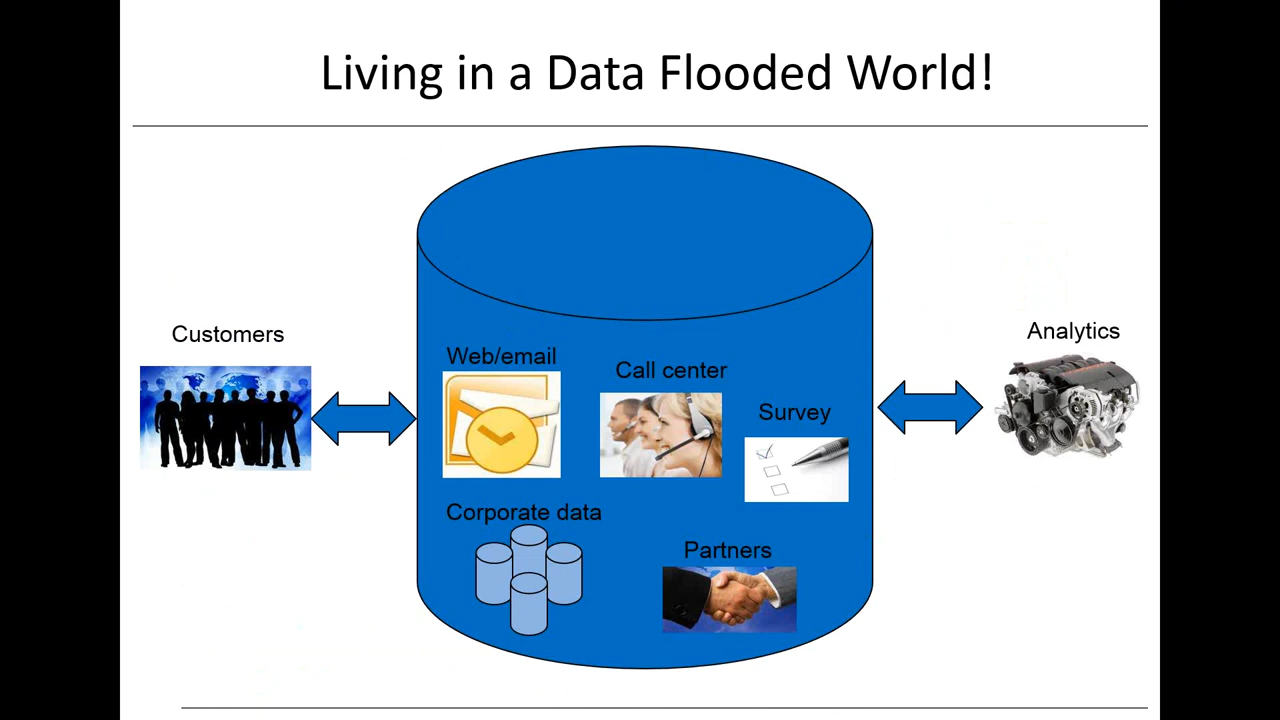 Living in a Data Flooded World!
Customers
Web/email
Call center
Survey
Corporate data
Partners
Analytics